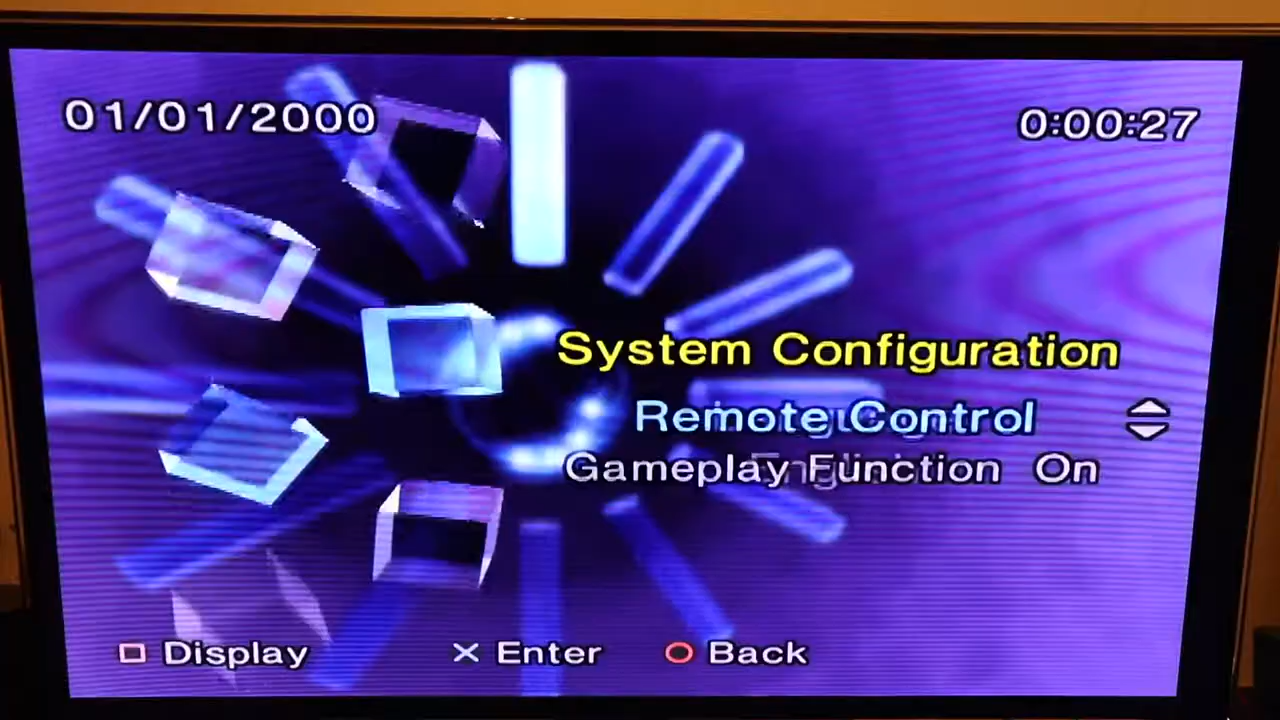 01/01/2000
0:00:27
System Configuration
Remote Control
Gameplay Function On
Display
Enter
Back